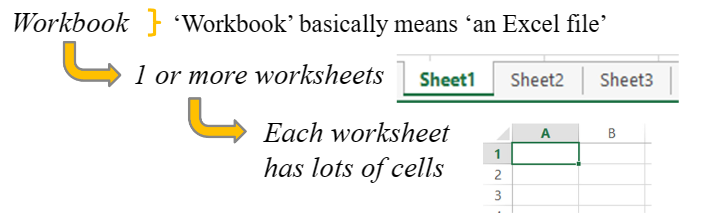 Workbook } ‘Workbook’ basically means ‘an Excel file’
1 or more worksheets Sheet1 Sheet2 Sheet3
Each worksheet
has lots of cells
A B
1
2
3